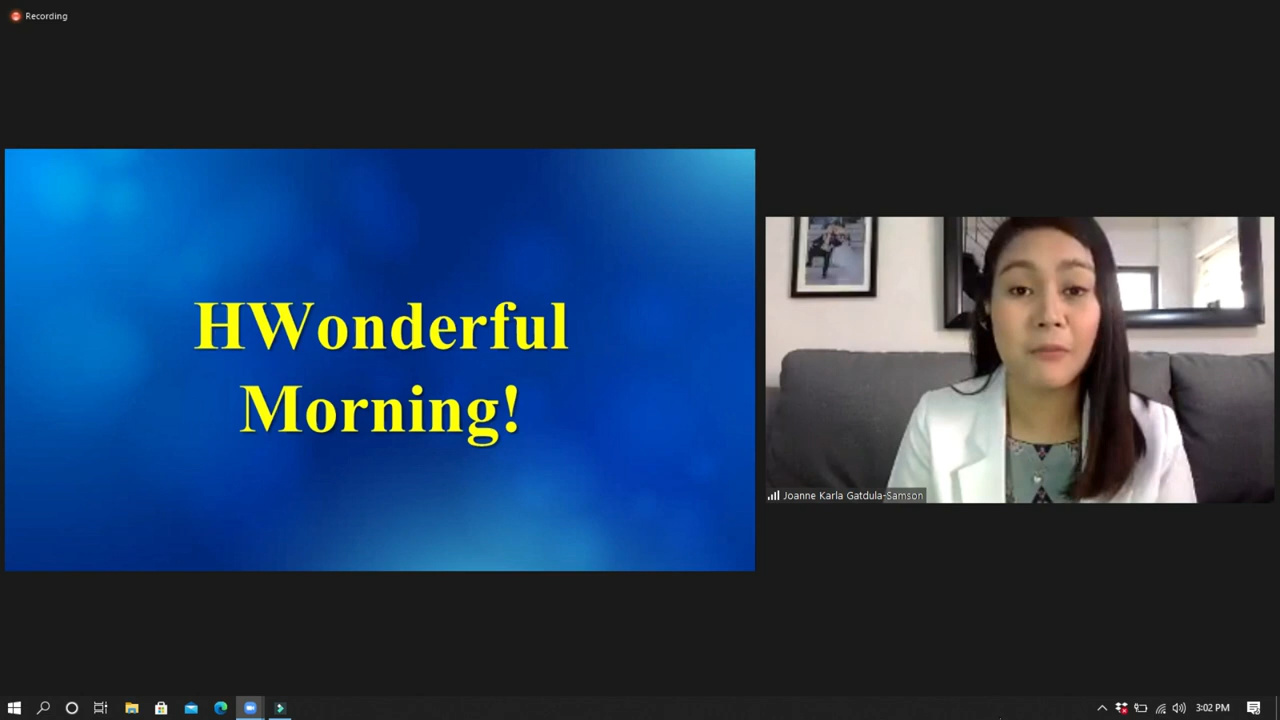 Recording
HWonderful
Morning!
Joanne Karla Gatdula-Samson
3:02 PM